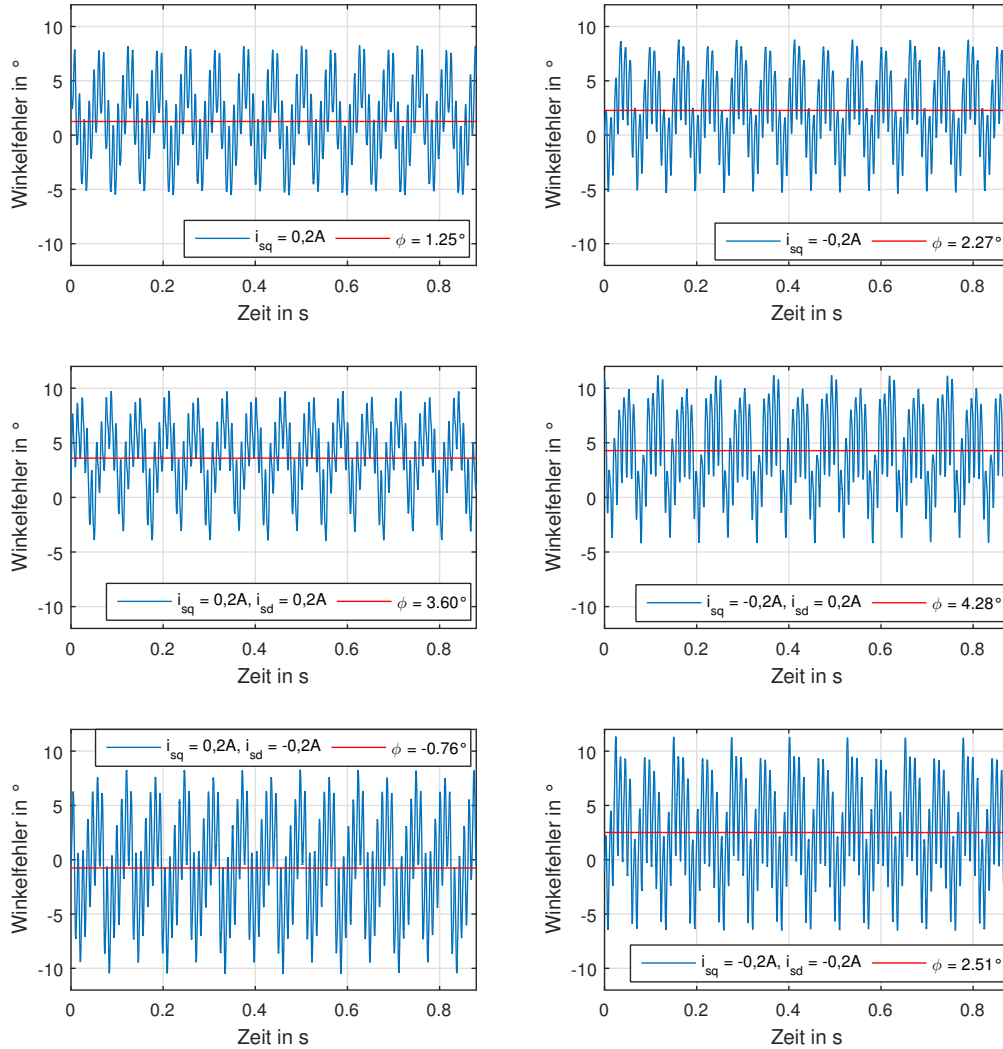 10
5
0
-5
-10
Winkelfehler in °
i_sq = 0,2A ϕ = 1.25°
0 0.2 0.4 0.6 0.8
Zeit in s
10
5
0
-5
-10
Winkelfehler in °
i_sq = -0,2A ϕ = 2.27°
0 0.2 0.4 0.6 0.8
Zeit in s
10
5
0
-5
-10
Winkelfehler in °
i_sq = 0,2A, i_sd = 0,2A ϕ = 3.60°
0 0.2 0.4 0.6 0.8
Zeit in s
10
5
0
-5
-10
Winkelfehler in °
i_sq = -0,2A, i_sd = 0,2A ϕ = 4.28°
0 0.2 0.4 0.6 0.8
Zeit in s
i_sq = 0,2A, i_sd = -0,2A ϕ = -0.76°
10
5
0
-5
-10
Winkelfehler in °
0 0.2 0.4 0.6 0.8
Zeit in s
10
5
0
-5
-10
Winkelfehler in °
i_sq = -0,2A, i_sd = -0,2A ϕ = 2.51°
0 0.2 0.4 0.6 0.8
Zeit in s